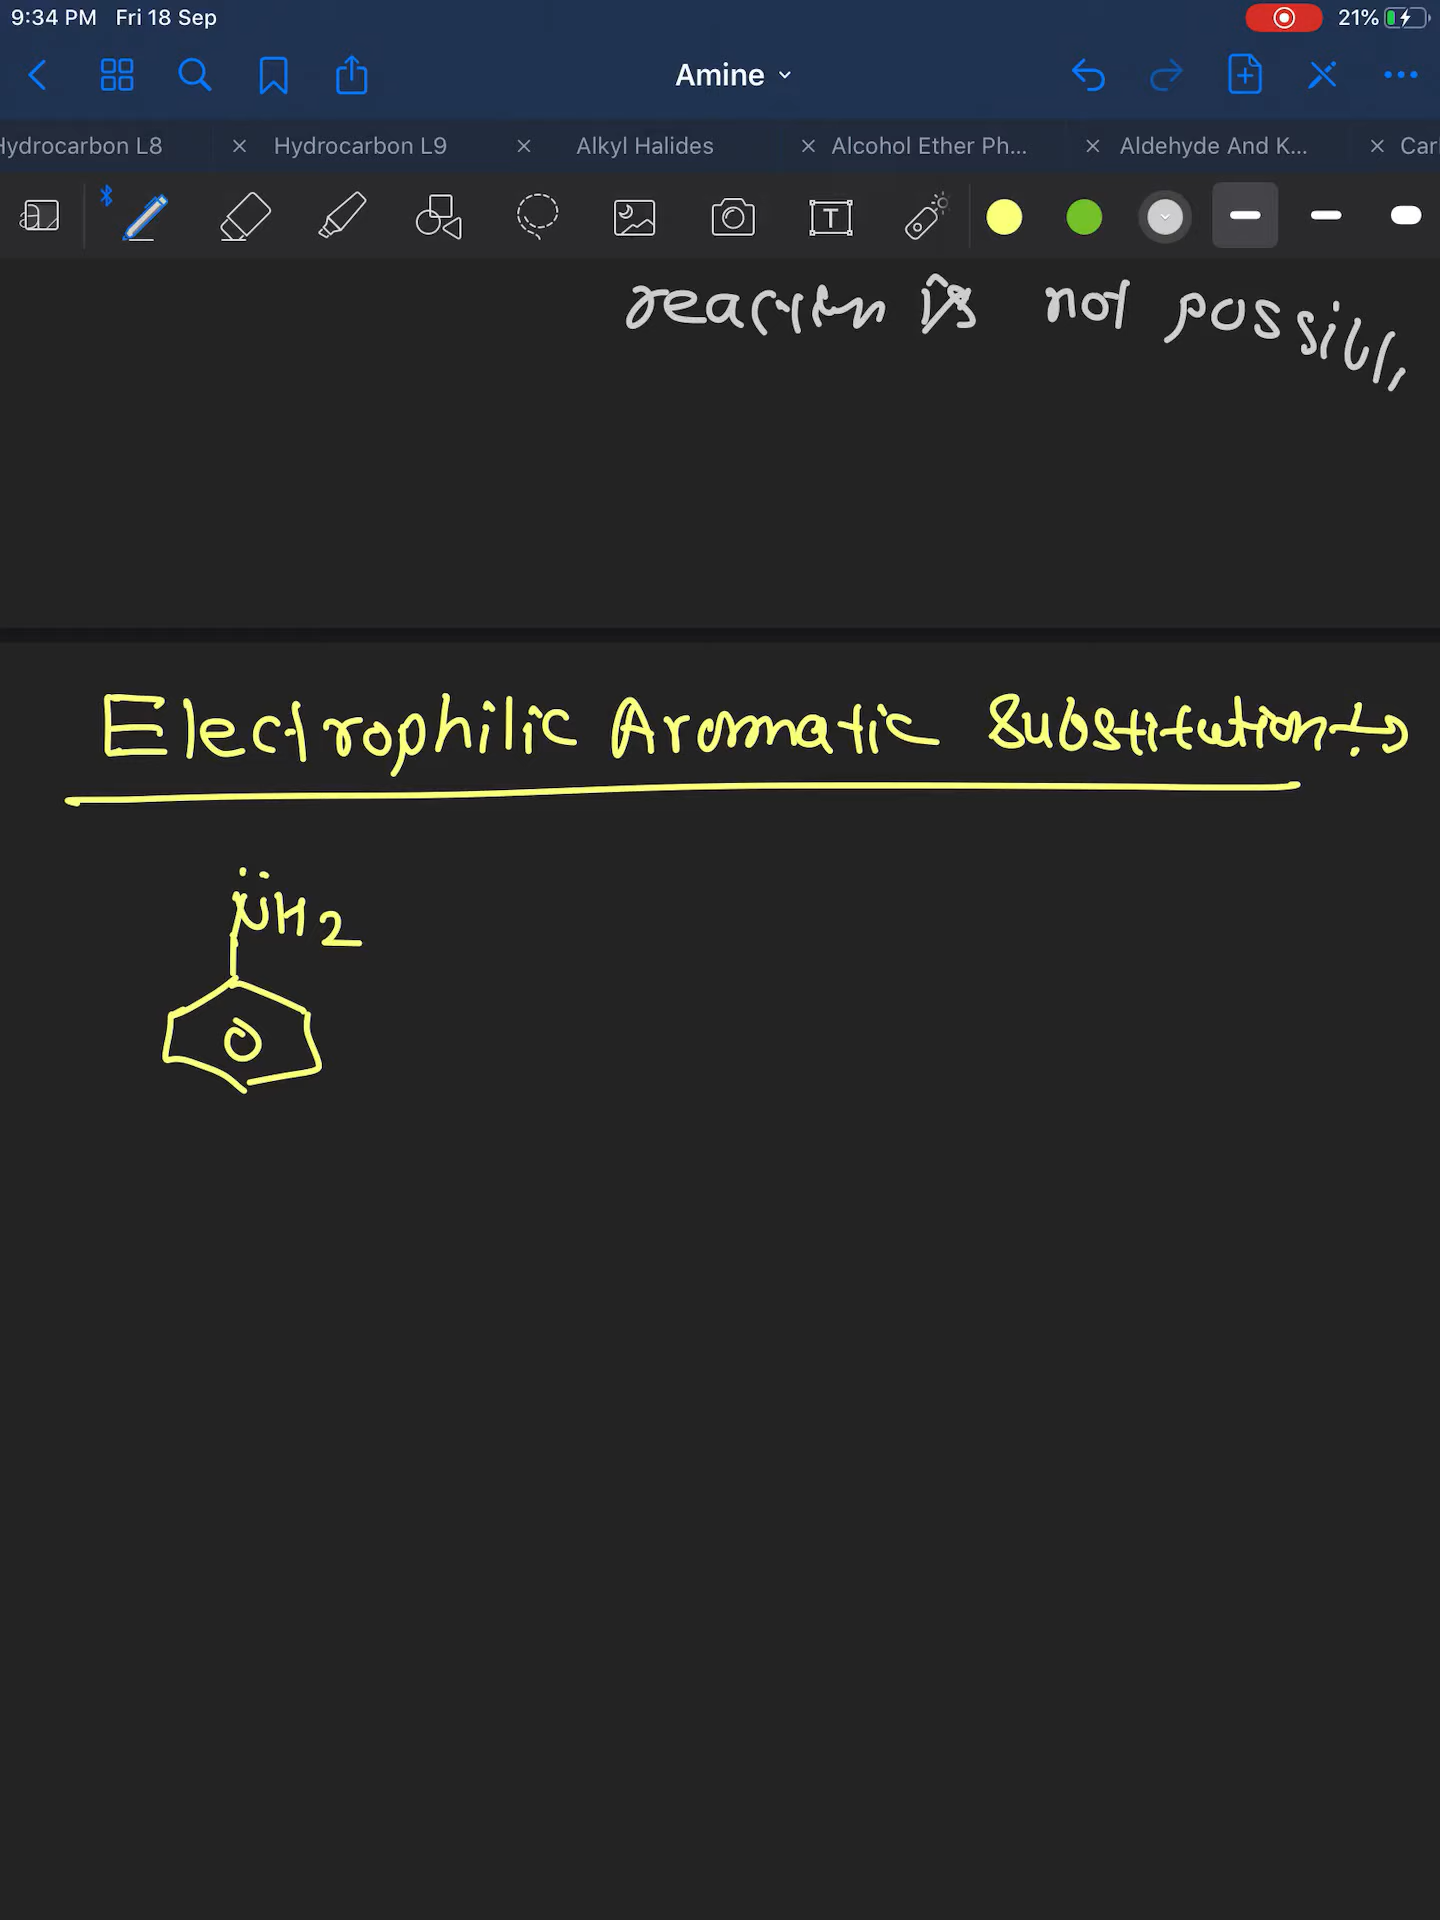 9:34 PM Fri 18 Sep 21%
Amine
Hydrocarbon L8 × Hydrocarbon L9 × Alkyl Halides × Alcohol Ether Ph... × Aldehyde And K... × Car
T
reaction is not possibl,
Electrophilic Aromatic Substitution
NH2